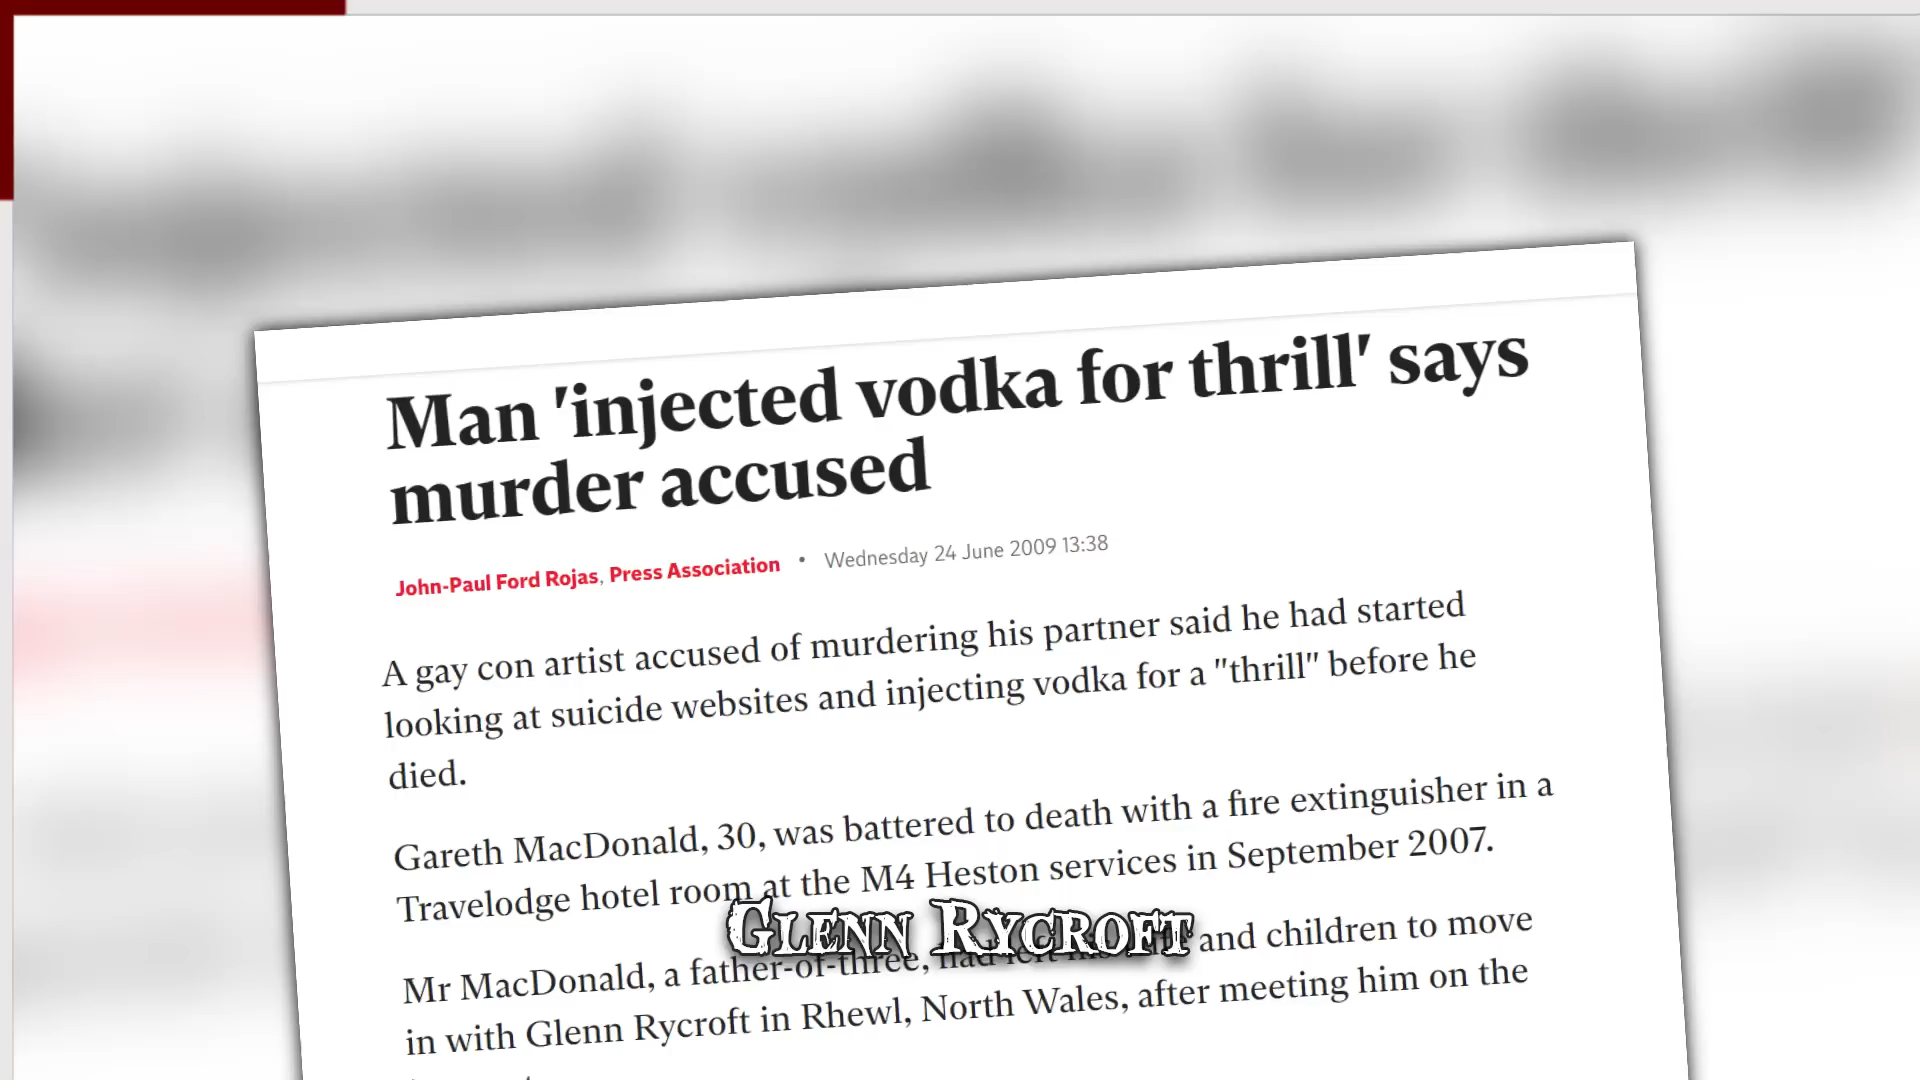 Man 'injected vodka for thrill' says
murder accused
John-Paul Ford Rojas, Press Association • Wednesday 24 June 2009 13:38
A gay con artist accused of murdering his partner said he had started
looking at suicide websites and injecting vodka for a "thrill" before he
died.
Gareth MacDonald, 30, was battered to death with a fire extinguisher in a
Travelodge hotel room at the M4 Heston services in September 2007.
Glenn Rycroft
Mr MacDonald, a father-of-three, had left his wife and children to move
in with Glenn Rycroft in Rhewl, North Wales, after meeting him on the